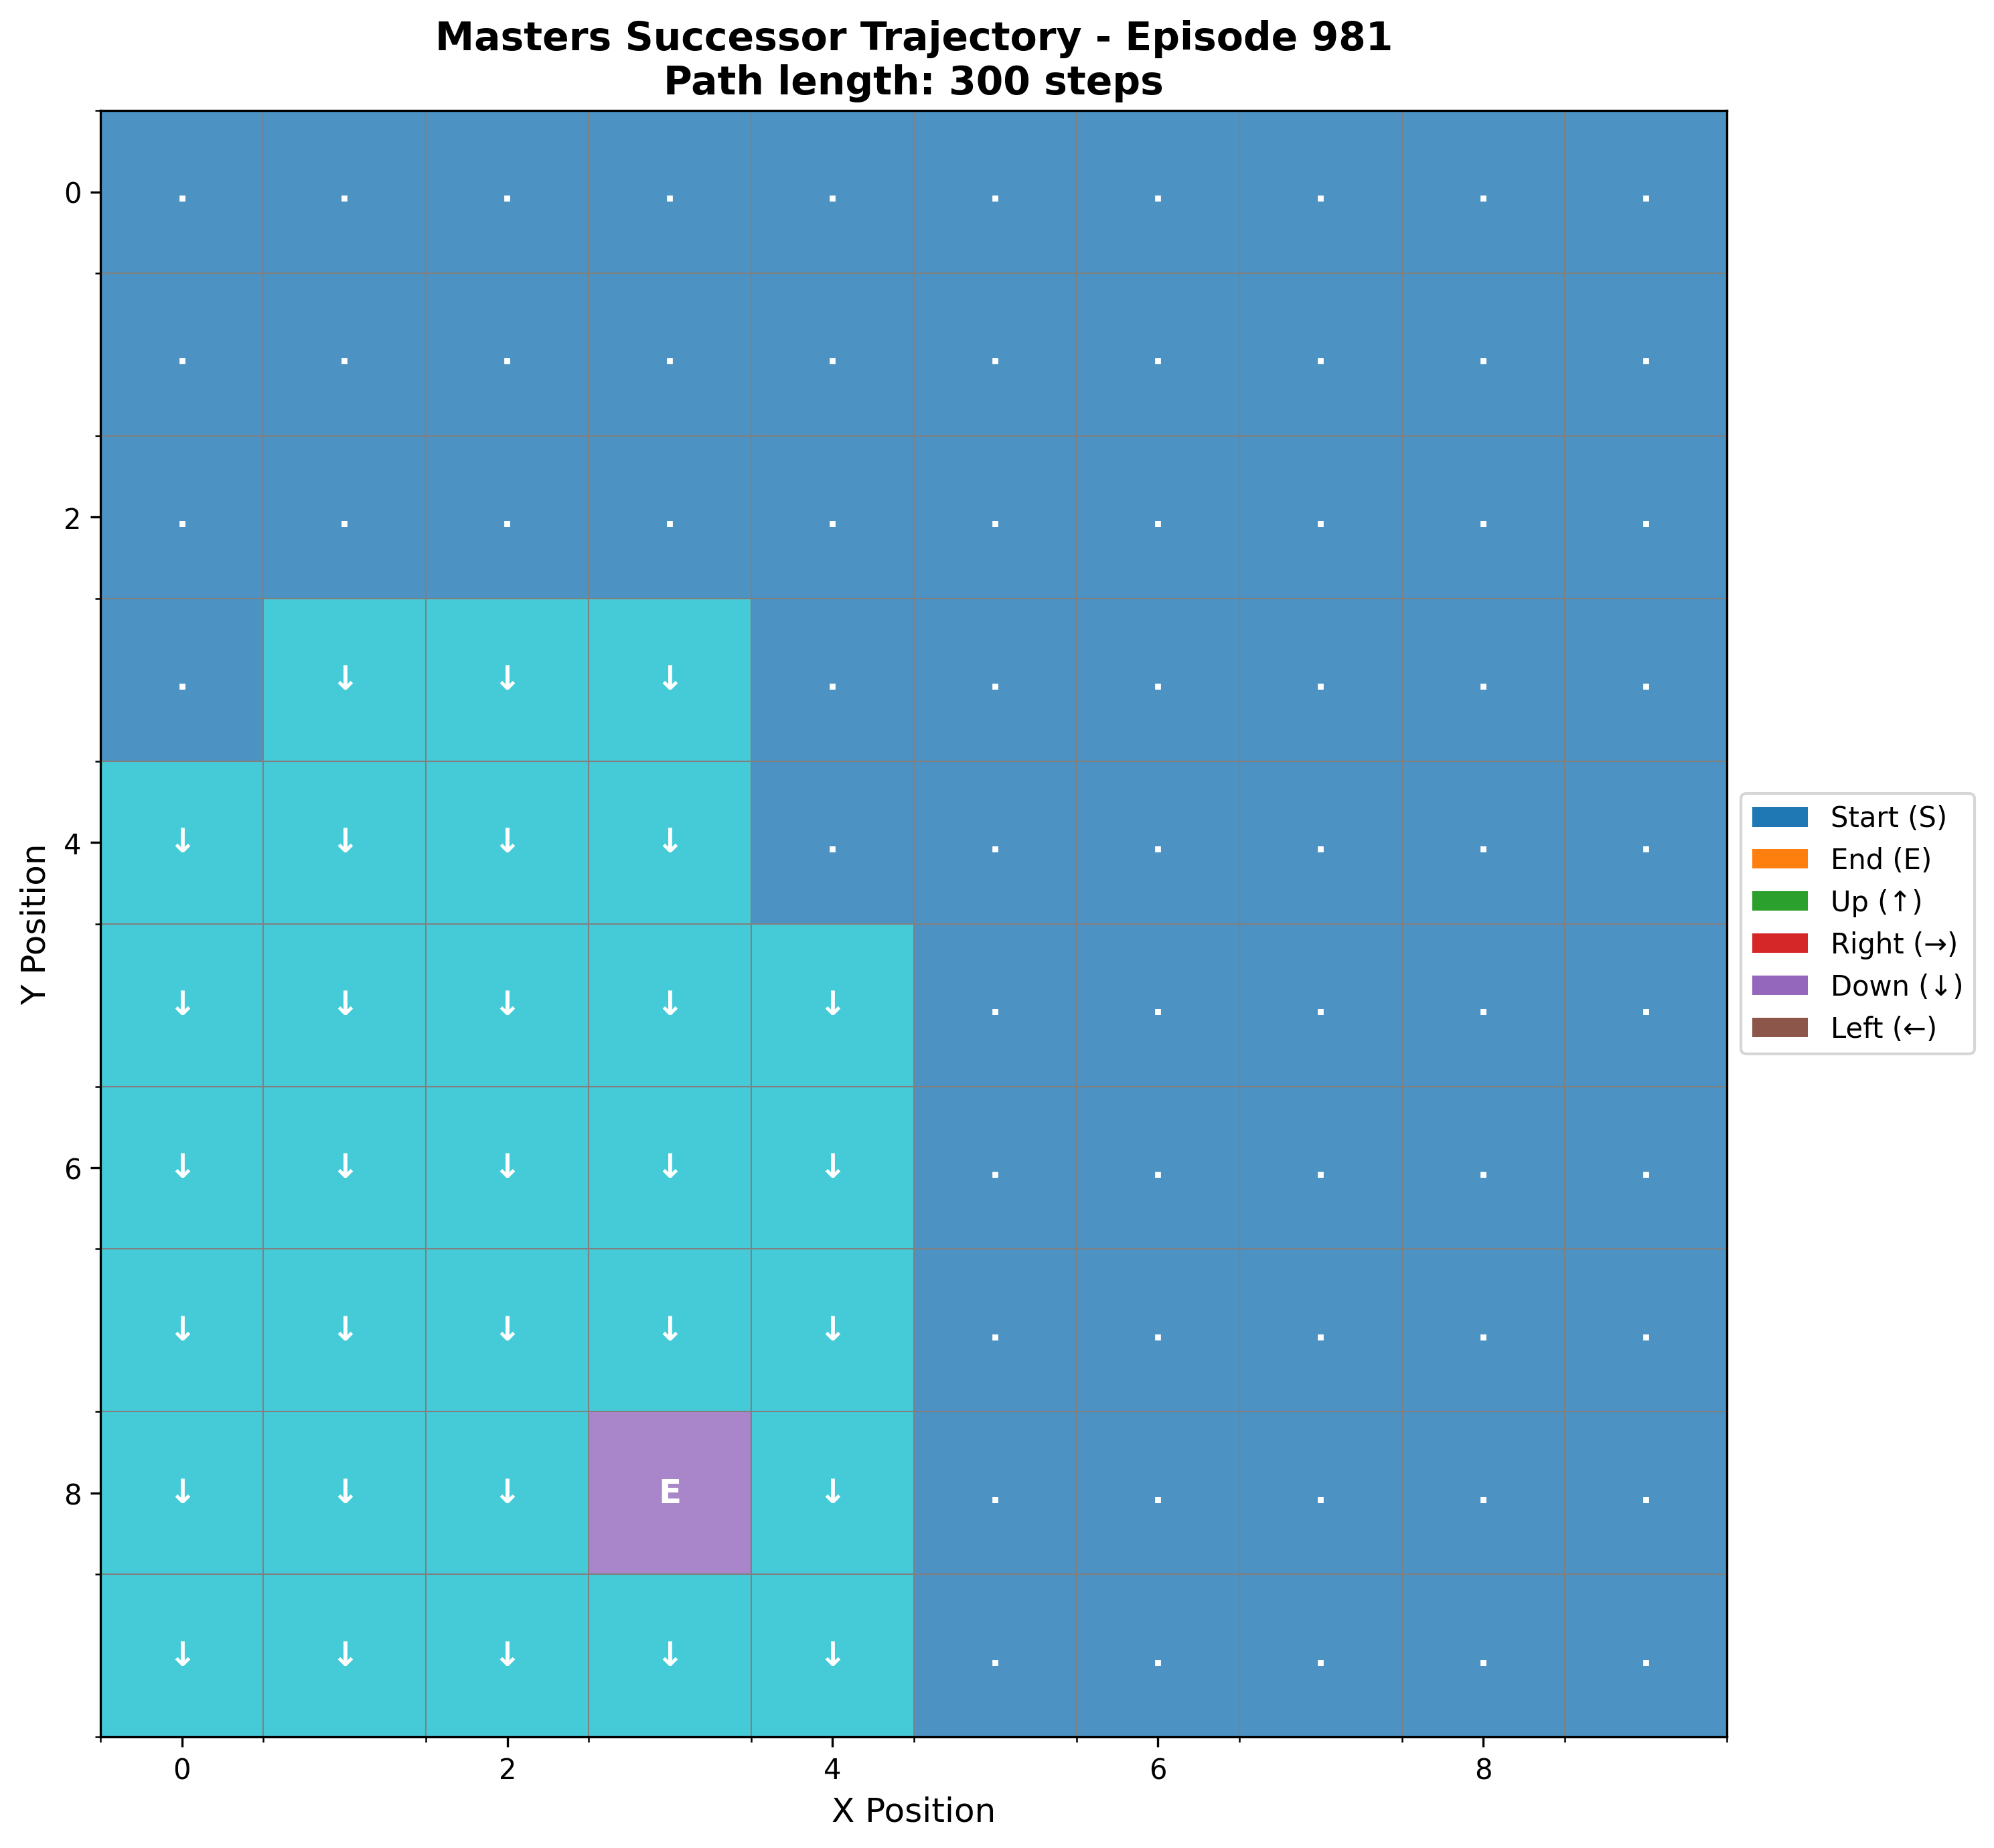 Masters Successor Trajectory - Episode 981
Path length: 300 steps
0 . . . . . . . . . .
. . . . . . . . . .
2 . . . . . . . . . .
. ↓ ↓ ↓ . . . . . .
4 ↓ ↓ ↓ ↓ . . . . . .
↓ ↓ ↓ ↓ ↓ . . . . .
6 ↓ ↓ ↓ ↓ ↓ . . . . .
↓ ↓ ↓ ↓ ↓ . . . . .
8 ↓ ↓ ↓ E ↓ . . . . .
↓ ↓ ↓ ↓ ↓ . . . . .
0 2 4 6 8
X Position
Y Position
Start (S)
End (E)
Up (↑)
Right (→)
Down (↓)
Left (←)